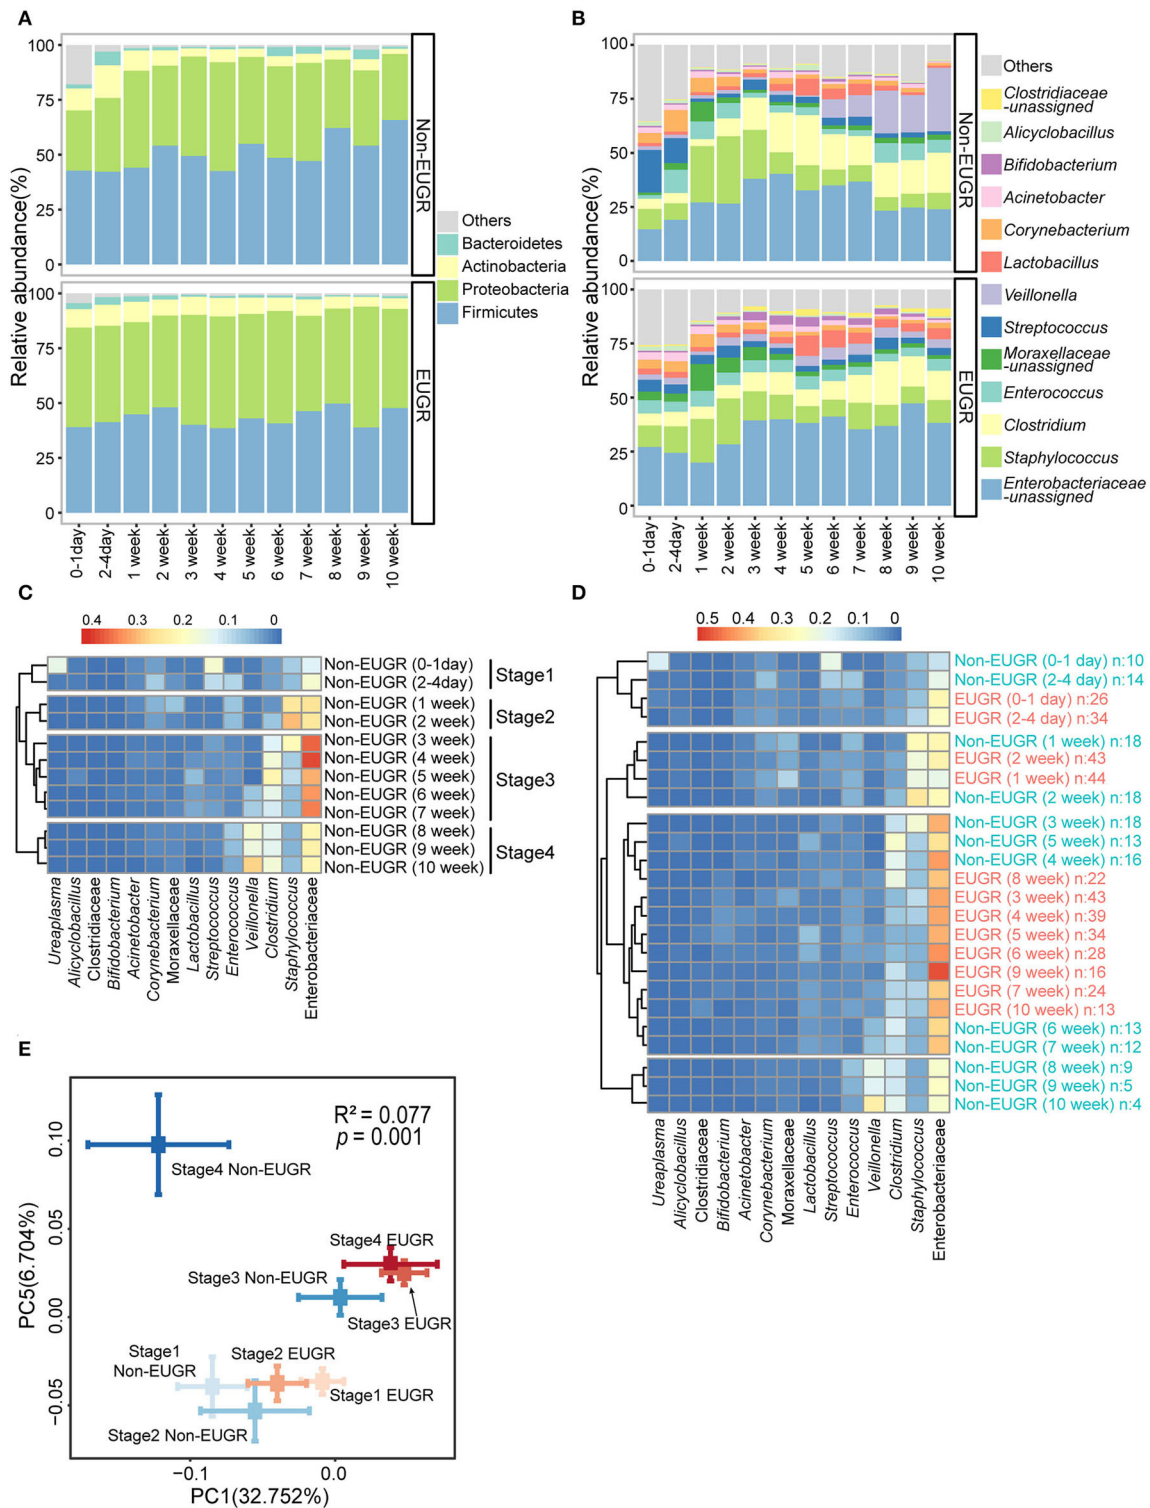 A
Relative abundance(%)
100
75
50
25
0
Non-EUGR
100
75
50
25
0
EUGR
0-1day
2-4day
1 week
2 week
3 week
4 week
5 week
6 week
7 week
8 week
9 week
10 week
Others
Bacteroidetes
Actinobacteria
Proteobacteria
Firmicutes
B
Relative abundance(%)
100
75
50
25
0
Non-EUGR
100
75
50
25
0
EUGR
0-1day
2-4day
1 week
2 week
3 week
4 week
5 week
6 week
7 week
8 week
9 week
10 week
Others
Clostridiaceae
-unassigned
Alicyclobacillus
Bifidobacterium
Acinetobacter
Corynebacterium
Lactobacillus
Veillonella
Streptococcus
Moraxellaceae
-unassigned
Enterococcus
Clostridium
Staphylococcus
Enterobacteriaceae
-unassigned
C
0.4 0.3 0.2 0.1 0
Non-EUGR (0-1day)
Non-EUGR (2-4day)
Stage1
Non-EUGR (1 week)
Non-EUGR (2 week)
Stage2
Non-EUGR (3 week)
Non-EUGR (4 week)
Non-EUGR (5 week)
Non-EUGR (6 week)
Non-EUGR (7 week)
Stage3
Non-EUGR (8 week)
Non-EUGR (9 week)
Non-EUGR (10 week)
Stage4
Ureaplasma
Alicyclobacillus
Clostridiaceae
Bifidobacterium
Acinetobacter
Corynebacterium
Moraxellaceae
Lactobacillus
Streptococcus
Enterococcus
Veillonella
Clostridium
Staphylococcus
Enterobacteriaceae
D
0.5 0.4 0.3 0.2 0.1 0
Non-EUGR (0-1 day) n:10
Non-EUGR (2-4 day) n:14
EUGR (0-1 day) n:26
EUGR (2-4 day) n:34
Non-EUGR (1 week) n:18
EUGR (2 week) n:43
EUGR (1 week) n:44
Non-EUGR (2 week) n:18
Non-EUGR (3 week) n:18
Non-EUGR (5 week) n:13
Non-EUGR (4 week) n:16
EUGR (8 week) n:22
EUGR (3 week) n:43
EUGR (4 week) n:39
EUGR (5 week) n:34
EUGR (6 week) n:28
EUGR (9 week) n:16
EUGR (7 week) n:24
EUGR (10 week) n:13
Non-EUGR (6 week) n:13
Non-EUGR (7 week) n:12
Non-EUGR (8 week) n:9
Non-EUGR (9 week) n:5
Non-EUGR (10 week) n:4
Ureaplasma
Alicyclobacillus
Clostridiaceae
Bifidobacterium
Acinetobacter
Corynebacterium
Moraxellaceae
Lactobacillus
Streptococcus
Enterococcus
Veillonella
Clostridium
Staphylococcus
Enterobacteriaceae
E
R² = 0.077
p = 0.001
PC5(6.704%)
0.10
0.05
0.00
−0.05
Stage4 Non-EUGR
Stage4 EUGR
Stage3 Non-EUGR
Stage3 EUGR
Stage1
Non-EUGR
Stage2 EUGR
Stage1 EUGR
Stage2 Non-EUGR
−0.1 0.0
PC1(32.752%)